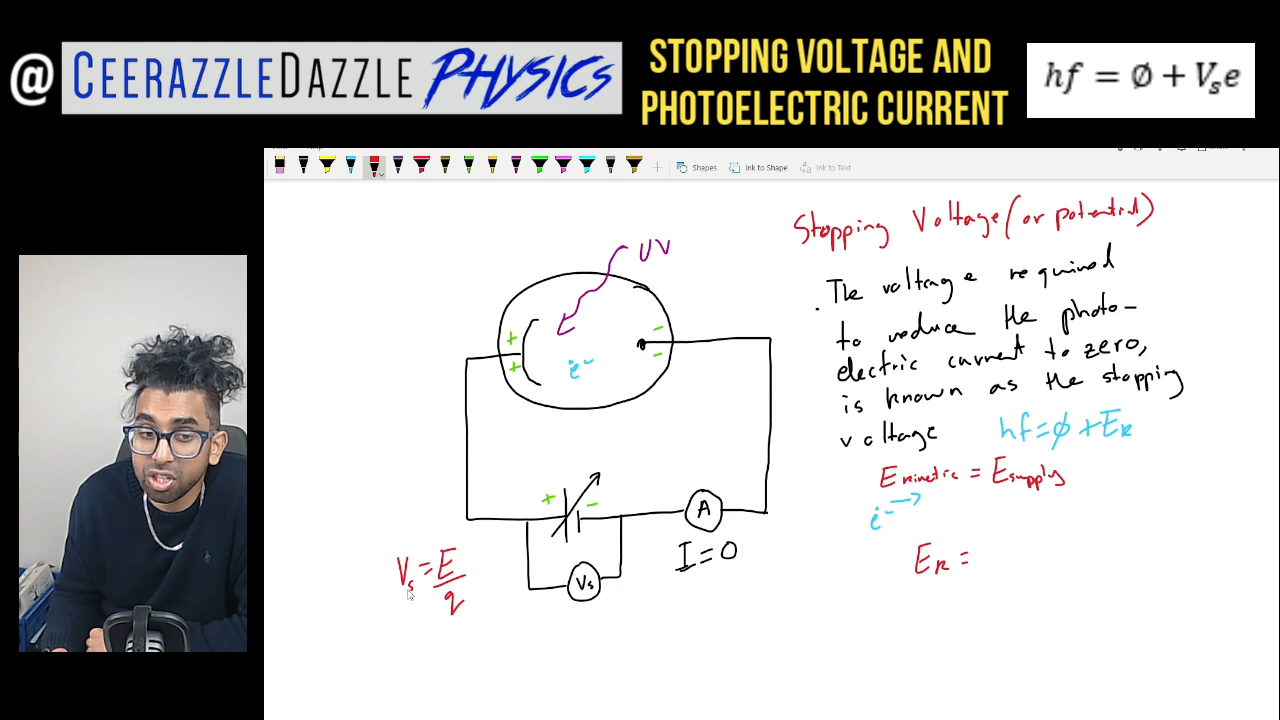 @ CEERAZZLEDAZZLE PHYSICS
STOPPING VOLTAGE AND
PHOTOELECTRIC CURRENT
hf = Ø + Vₛe
Shapes
Ink to Shape
Ink to Text
Stopping Voltage (or potential)
. The voltage required
to reduce the photo-
electric current to zero,
is known as the stopping
voltage
hf = ϕ + Eₖ
Ekinetic = Esupply
e⁻
Eₖ =
UV
+
+
-
-
e⁻
+
-
A
I = 0
Vs
Vₛ = E/q